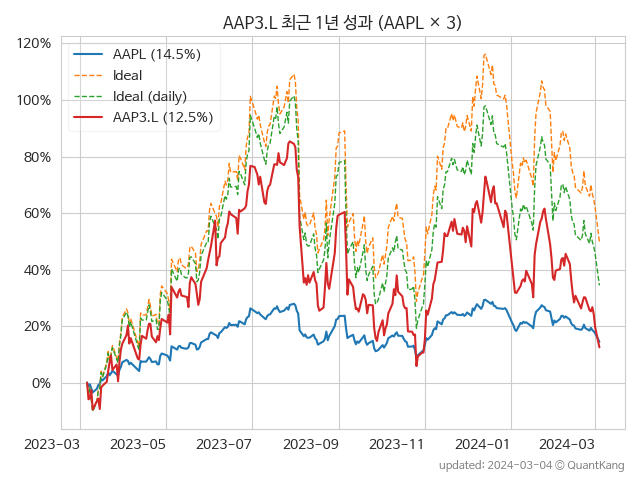 AAP3.L 최근 1년 성과 (AAPL × 3)
120%
100%
80%
60%
40%
20%
0%
AAPL (14.5%)
Ideal
Ideal (daily)
AAP3.L (12.5%)
2023-03
2023-05
2023-07
2023-09
2023-11
2024-01
2024-03
updated: 2024-03-04 © QuantKang